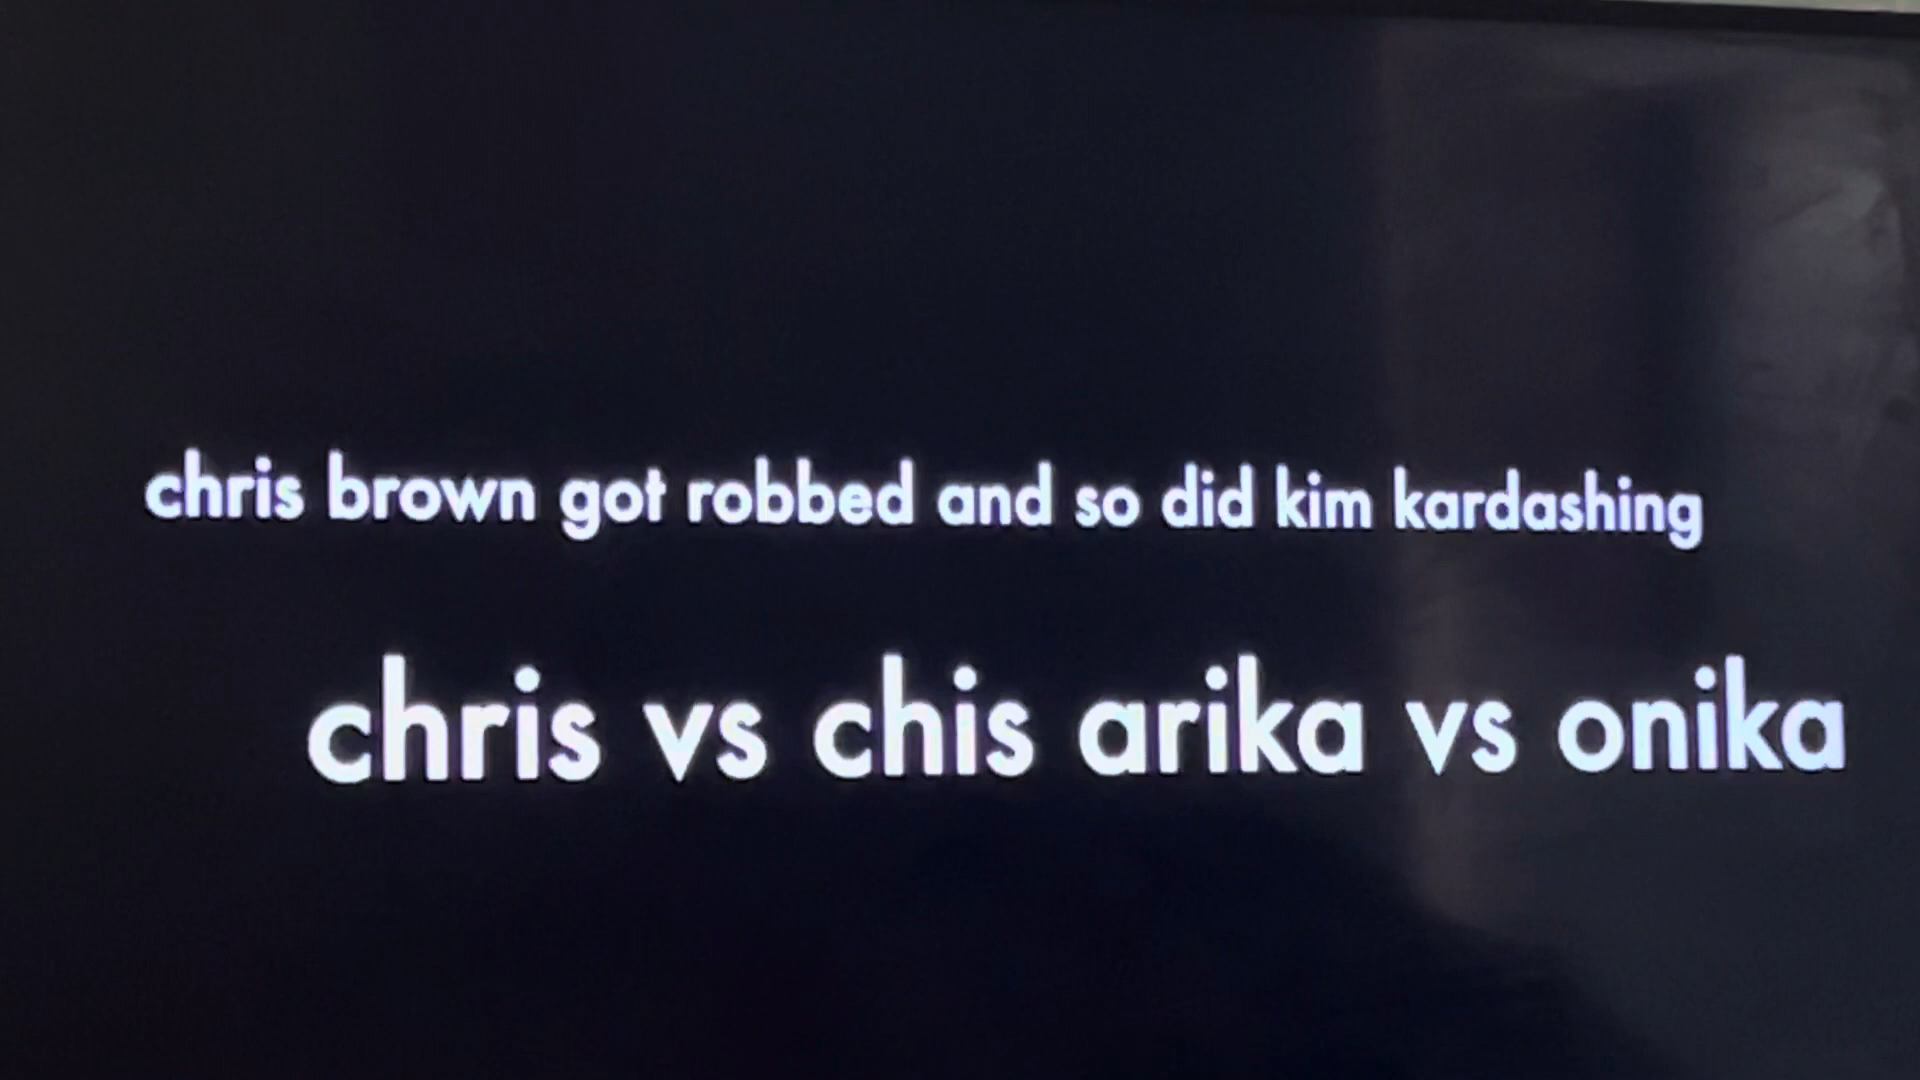 chris brown got robbed and so did kim kardashing
chris vs chis arika vs onika